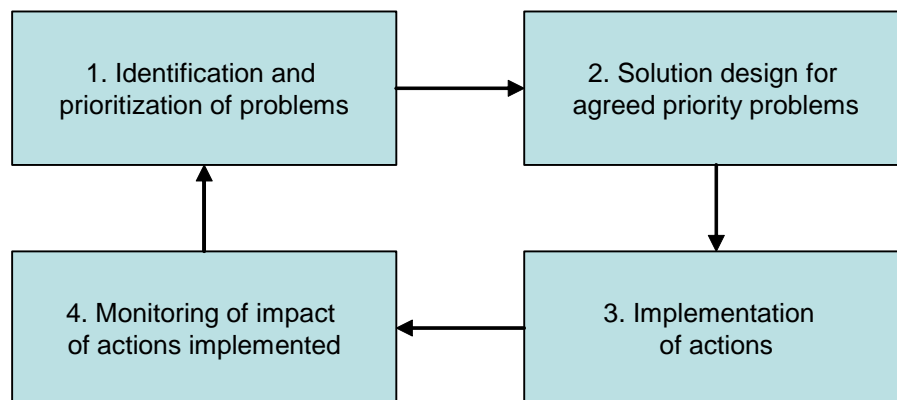 1. Identification and
prioritization of problems
2. Solution design for
agreed priority problems
3. Implementation
of actions
4. Monitoring of impact
of actions implemented